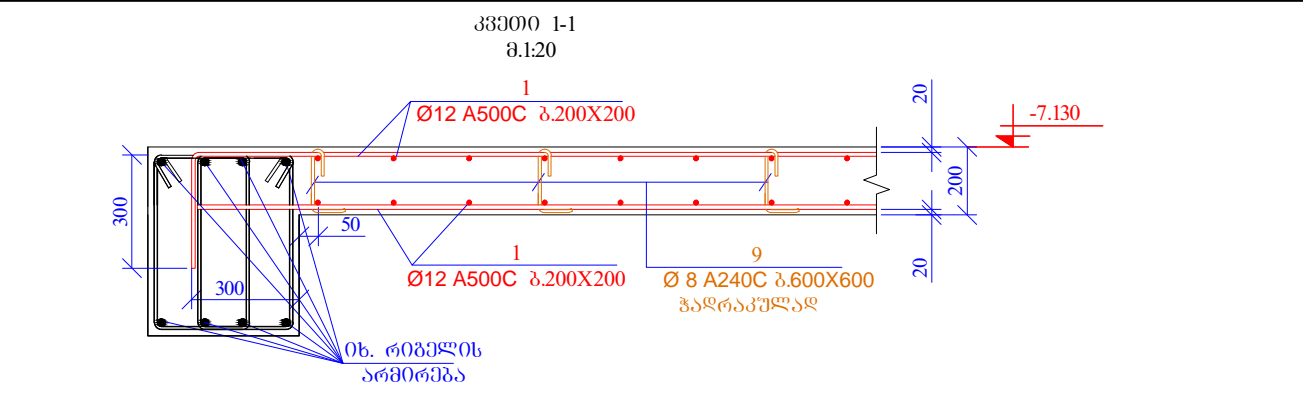 კვეთი 1-1
მ.1:20
1
Ø12 A500C ბ.200X200
20
-7.130
300
200
50
1
Ø12 A500C ბ.200X200
9
Ø 8 A240C ბ.600X600
ჭადრაკულად
20
300
იხ. რიგელის
არმირება